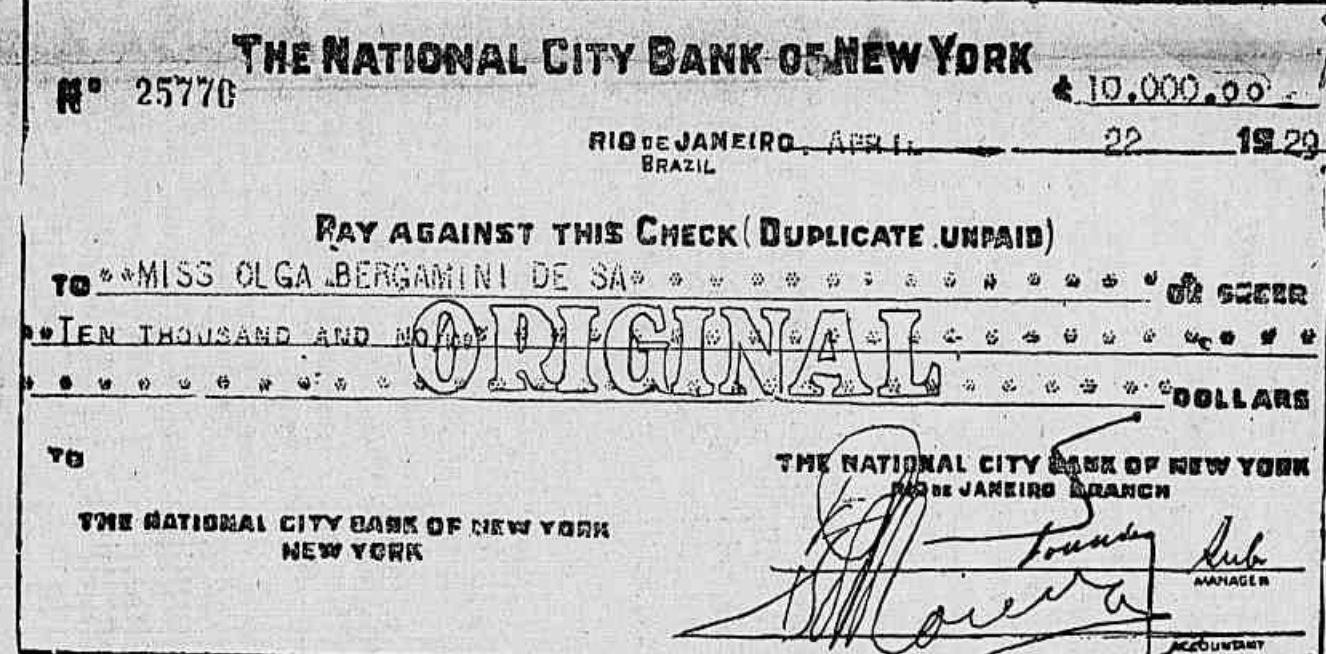 THE NATIONAL CITY BANK OF NEW YORK
Nº 25770
$ 10,000.00
RIO DE JANEIRO, APRIL 22 1929
BRAZIL
PAY AGAINST THIS CHECK (DUPLICATE UNPAID)
TO **MISS OLGA BERGAMINI DE SA* OR ORDER
**TEN THOUSAND AND
ORIGINAL
DOLLARS
TO
THE NATIONAL CITY BANK OF NEW YORK
NEW YORK
THE NATIONAL CITY BANK OF NEW YORK
RIO DE JANEIRO BRANCH
MANAGER
ACCOUNTANT